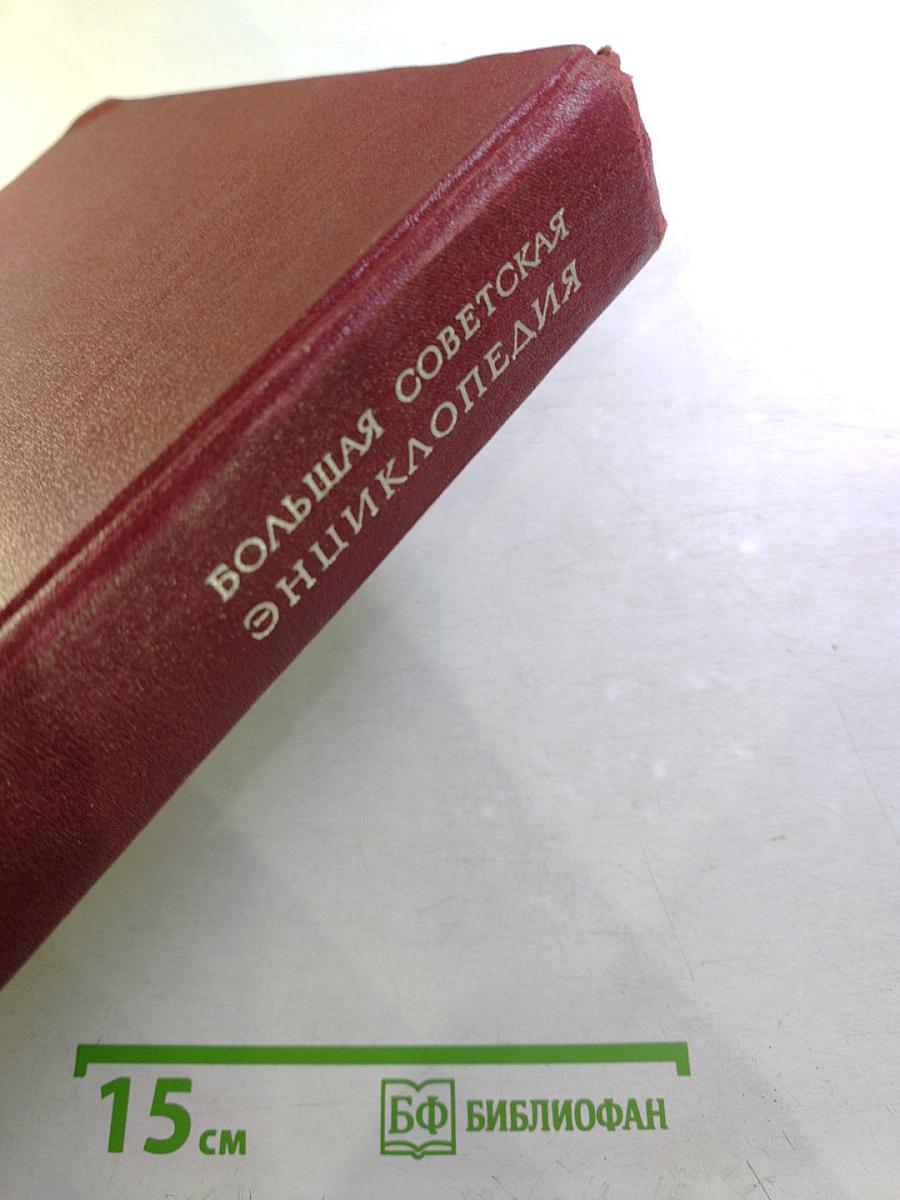 БОЛЬШАЯ СОВЕТСКАЯ
ЭНЦИКЛОПЕДИЯ
15 см
БФ БИБЛИОФАН